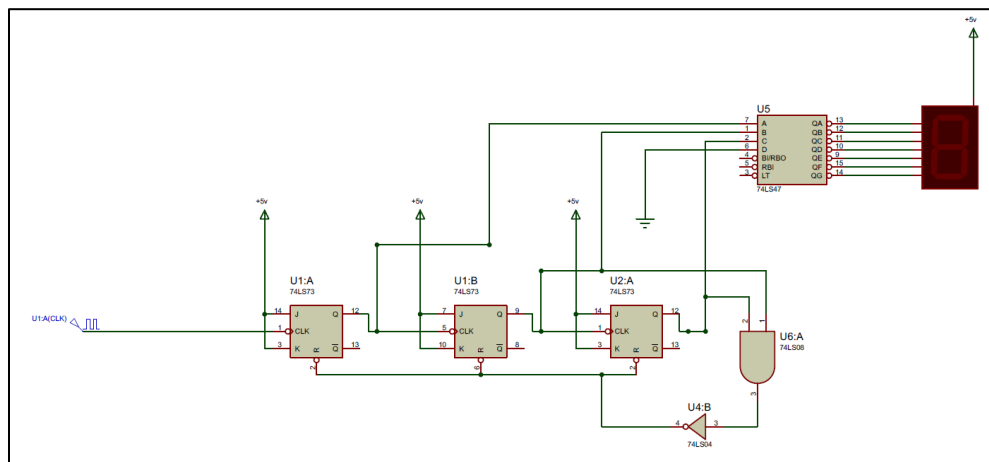 +5v
U5
7 A QA 13
1 B QB 12
2 C QC 11
6 D QD 10
4 BI/RBO QE 9
5 RBI QF 15
3 LT QG 14
74LS47
+5v +5v +5v
U1:A U1:B U2:A
74LS73 74LS73 74LS73
14 J Q 12 7 J Q 9 14 J Q 12
2 1
U1:A(CLK) 1 CLK 5 CLK 1 CLK
U6:A
74LS08
3 K Q 13 10 K Q 8 3 K Q 13
R R R
2 6 2
3
U4:B
4 3
74LS04